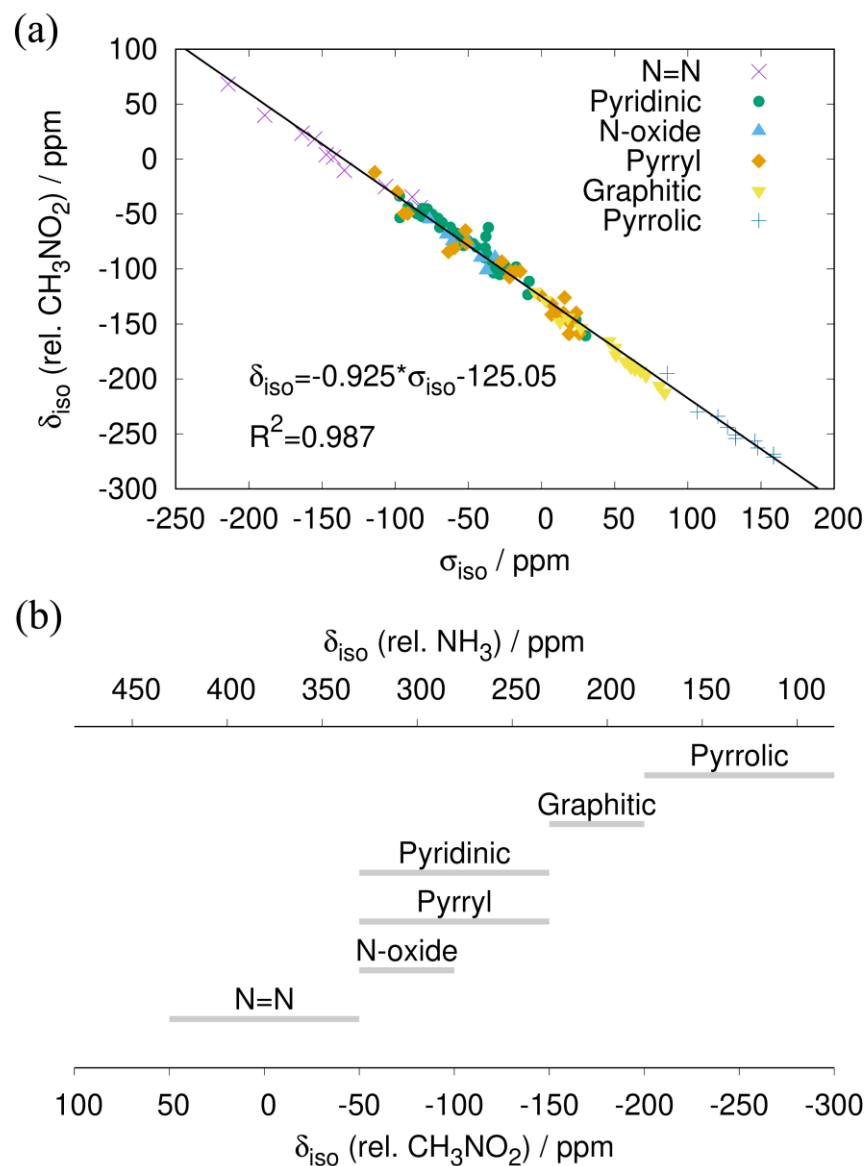 (a)
100
50
0
-50
-100
-150
-200
-250
-300
δiso (rel. CH3NO2) / ppm
N=N
Pyridinic
N-oxide
Pyrryl
Graphitic
Pyrrolic
δiso=-0.925*σiso-125.05
R2=0.987
-250 -200 -150 -100 -50 0 50 100 150 200
σiso / ppm
(b)
δiso (rel. NH3) / ppm
450 400 350 300 250 200 150 100
Pyrrolic
Graphitic
Pyridinic
Pyrryl
N-oxide
N=N
100 50 0 -50 -100 -150 -200 -250 -300
δiso (rel. CH3NO2) / ppm